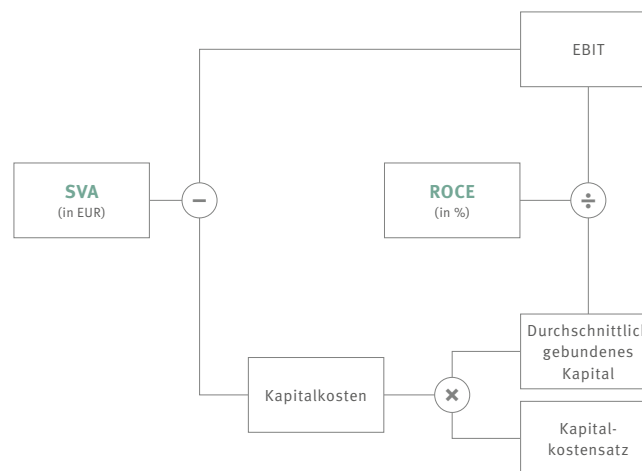 EBIT
SVA
(in EUR)
−
ROCE
(in %)
÷
Durchschnittlich
gebundenes
Kapital
Kapitalkosten
×
Kapital-
kostensatz